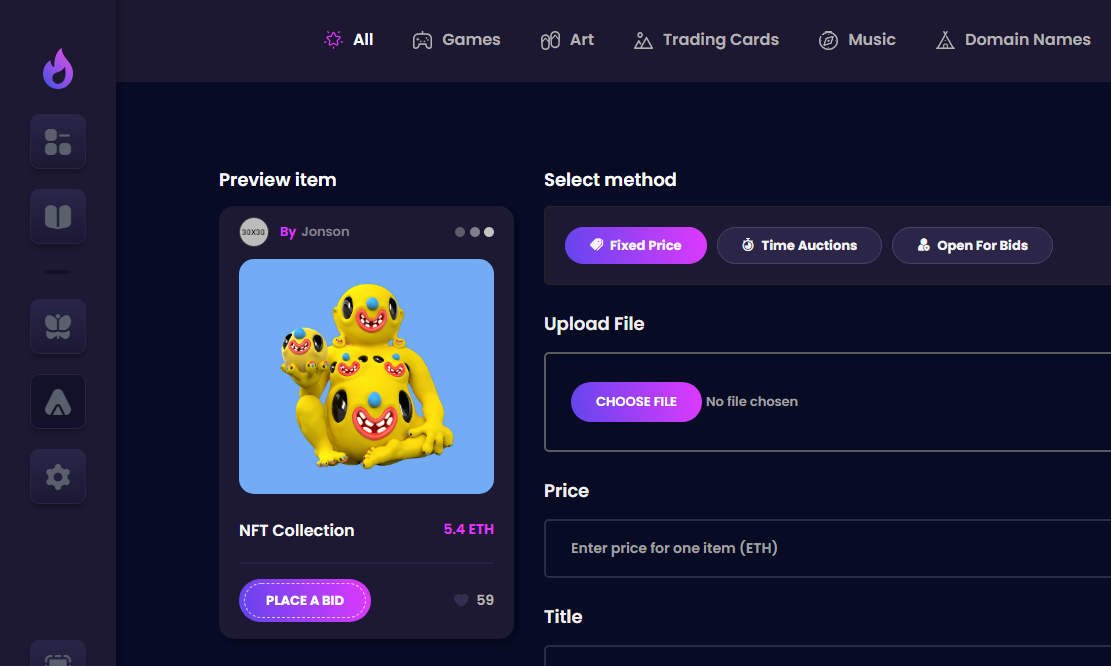 All Games Art Trading Cards Music Domain Names
Preview item
30X30 By Jonson
NFT Collection 5.4 ETH
PLACE A BID 59
Select method
Fixed Price Time Auctions Open For Bids
Upload File
CHOOSE FILE No file chosen
Price
Enter price for one item (ETH)
Title